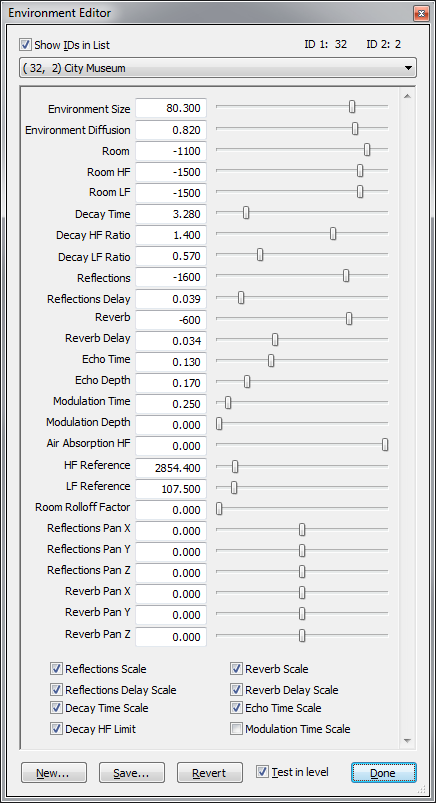 Environment Editor
Show IDs in List ID 1: 32 ID 2: 2
( 32, 2) City Museum
Environment Size 80.300
Environment Diffusion 0.820
Room -1100
Room HF -1500
Room LF -1500
Decay Time 3.280
Decay HF Ratio 1.400
Decay LF Ratio 0.570
Reflections -1600
Reflections Delay 0.039
Reverb -600
Reverb Delay 0.034
Echo Time 0.130
Echo Depth 0.170
Modulation Time 0.250
Modulation Depth 0.000
Air Absorption HF 0.000
HF Reference 2854.400
LF Reference 107.500
Room Rolloff Factor 0.000
Reflections Pan X 0.000
Reflections Pan Y 0.000
Reflections Pan Z 0.000
Reverb Pan X 0.000
Reverb Pan Y 0.000
Reverb Pan Z 0.000
Reflections Scale Reverb Scale
Reflections Delay Scale Reverb Delay Scale
Decay Time Scale Echo Time Scale
Decay HF Limit Modulation Time Scale
New... Save... Revert Test in level Done